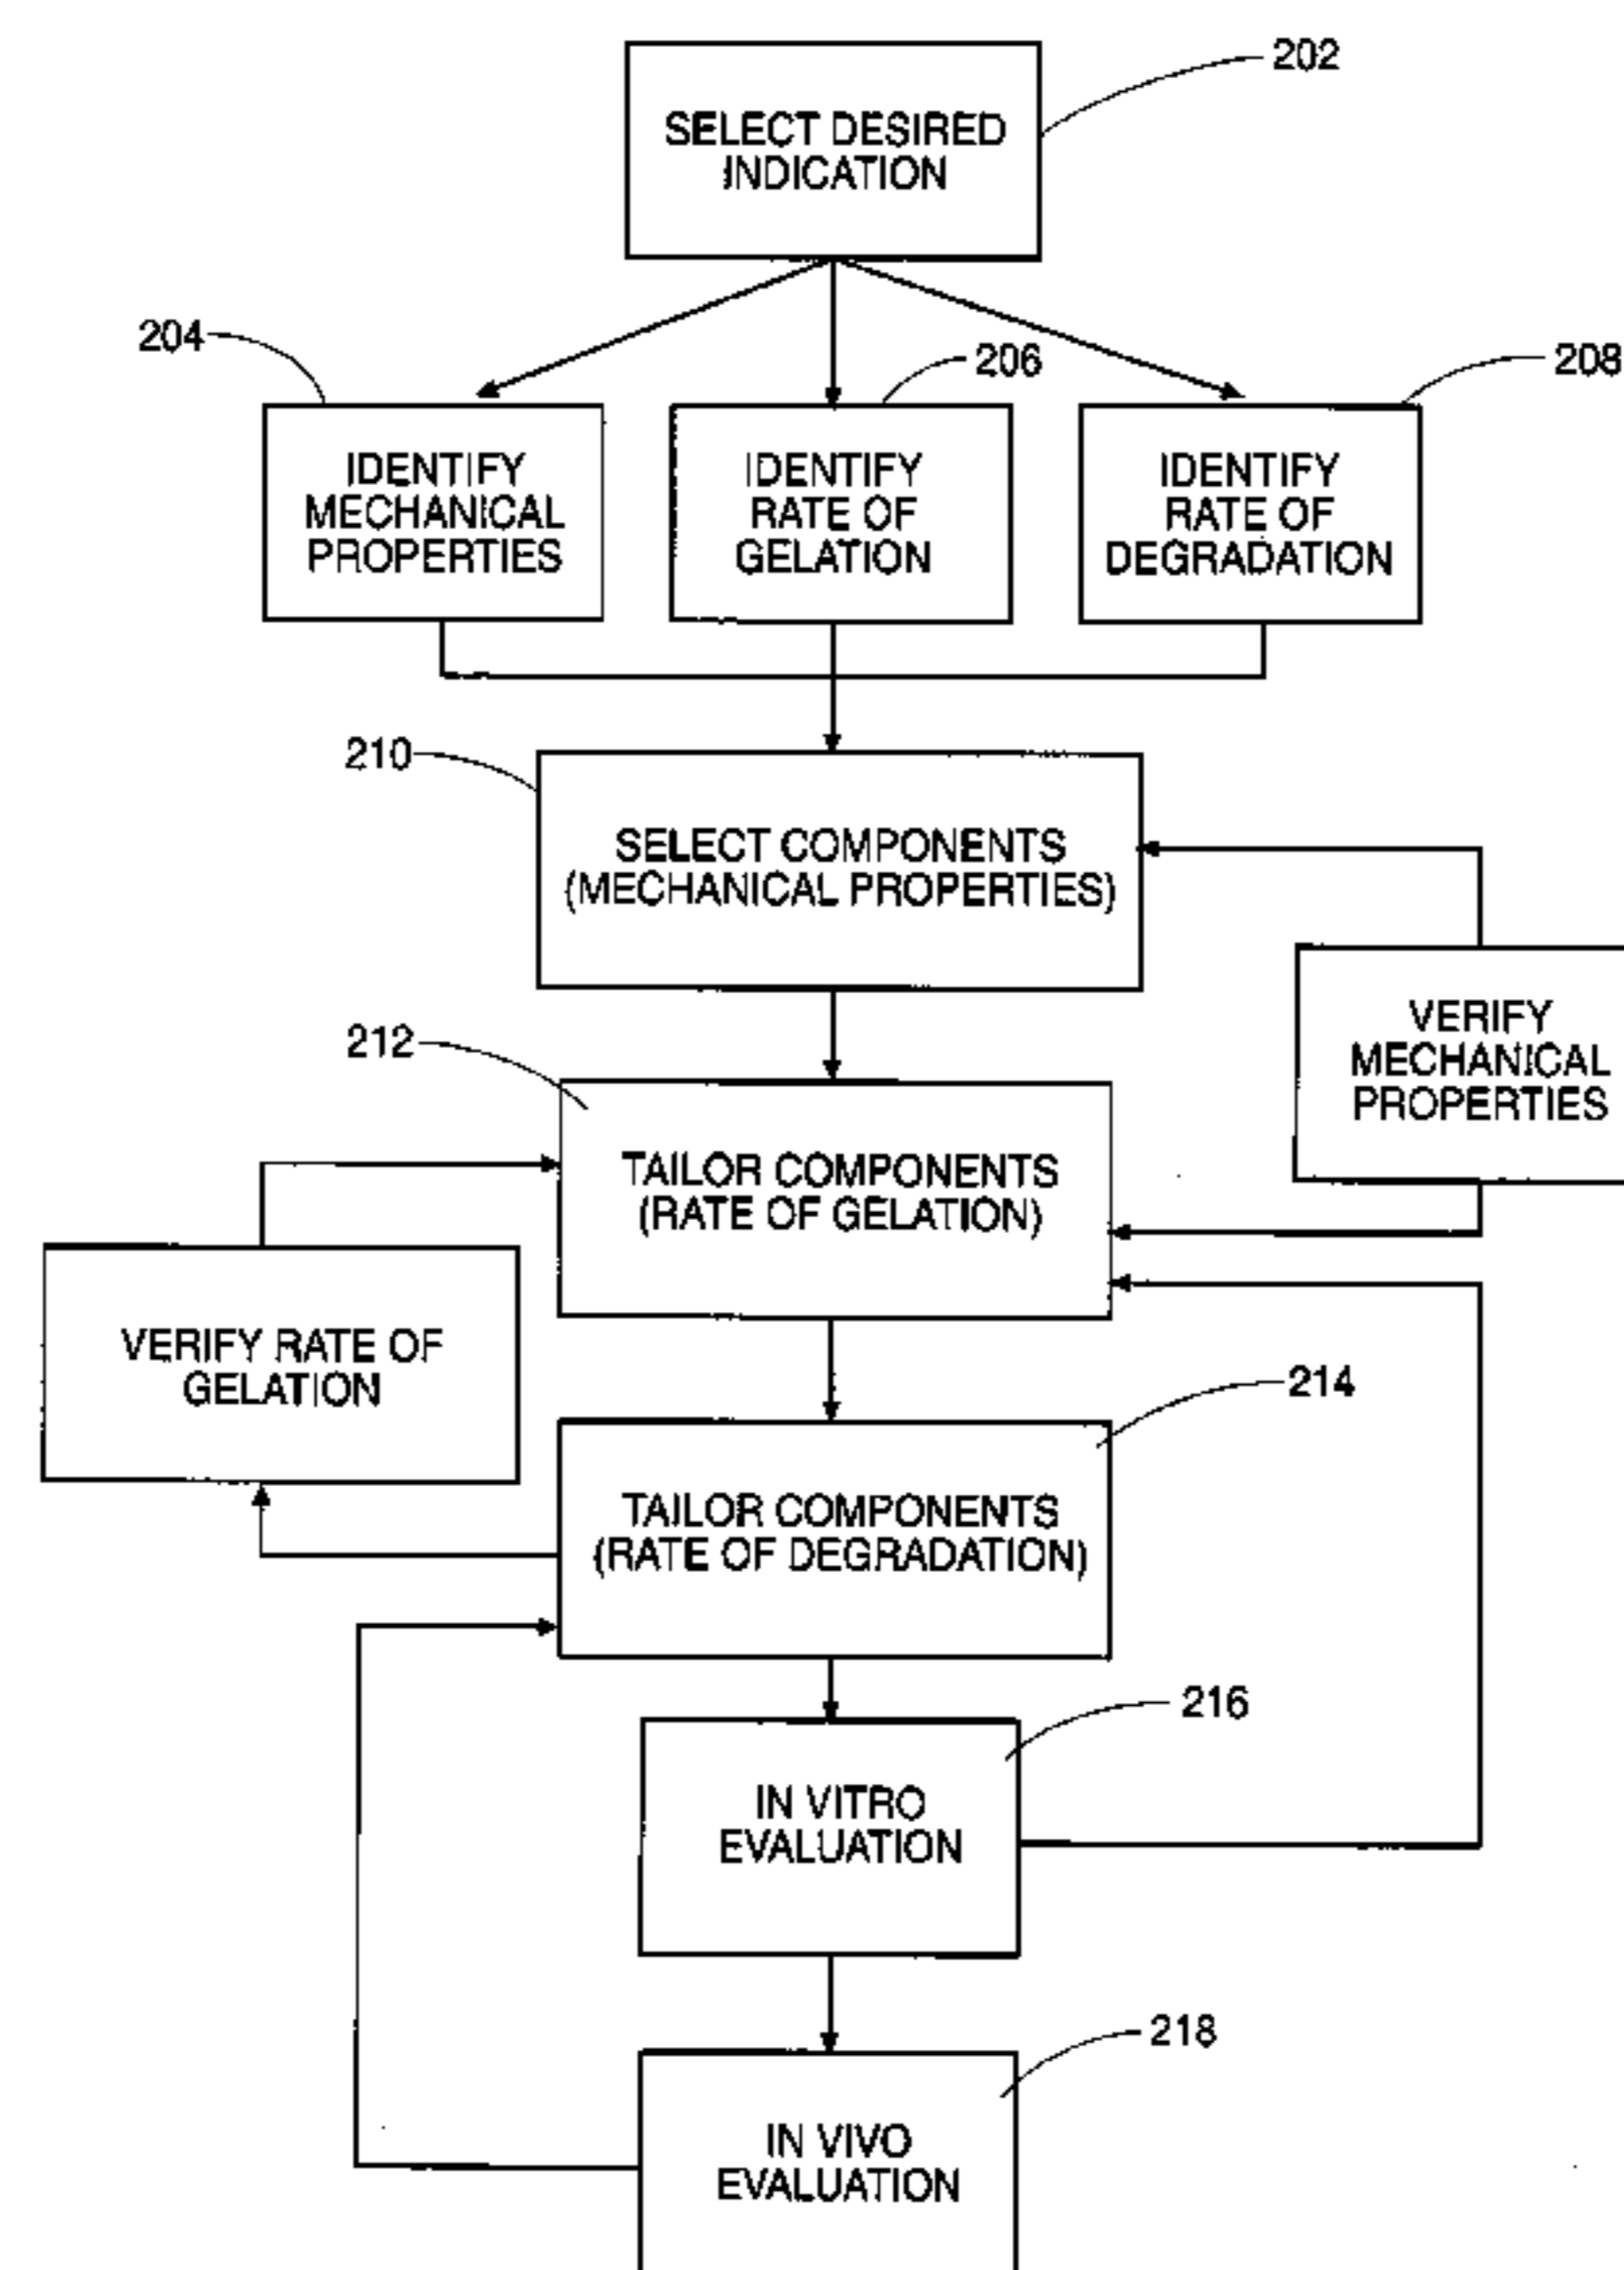 202
SELECT DESIRED
INDICATION
204
206
208
IDENTIFY
MECHANICAL
PROPERTIES
IDENTIFY
RATE OF
GELATION
IDENTIFY
RATE OF
DEGRADATION
210
SELECT COMPONENTS
(MECHANICAL PROPERTIES)
VERIFY
MECHANICAL
PROPERTIES
212
TAILOR COMPONENTS
(RATE OF GELATION)
VERIFY RATE OF
GELATION
214
TAILOR COMPONENTS
(RATE OF DEGRADATION)
216
IN VITRO
EVALUATION
218
IN VIVO
EVALUATION